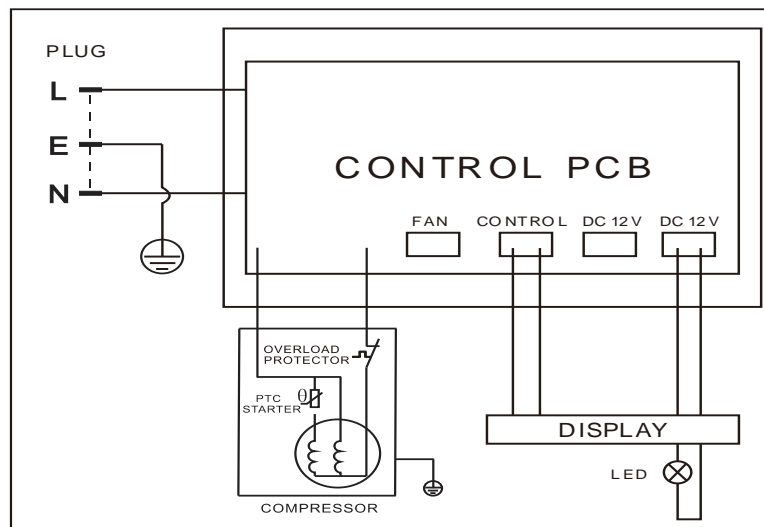 PLUG
L
E
N
CONTROL PCB
FAN
CONTROL
DC 12V
DC 12V
OVERLOAD
PROTECTOR
PTC
STARTER
θ
COMPRESSOR
DISPLAY
LED